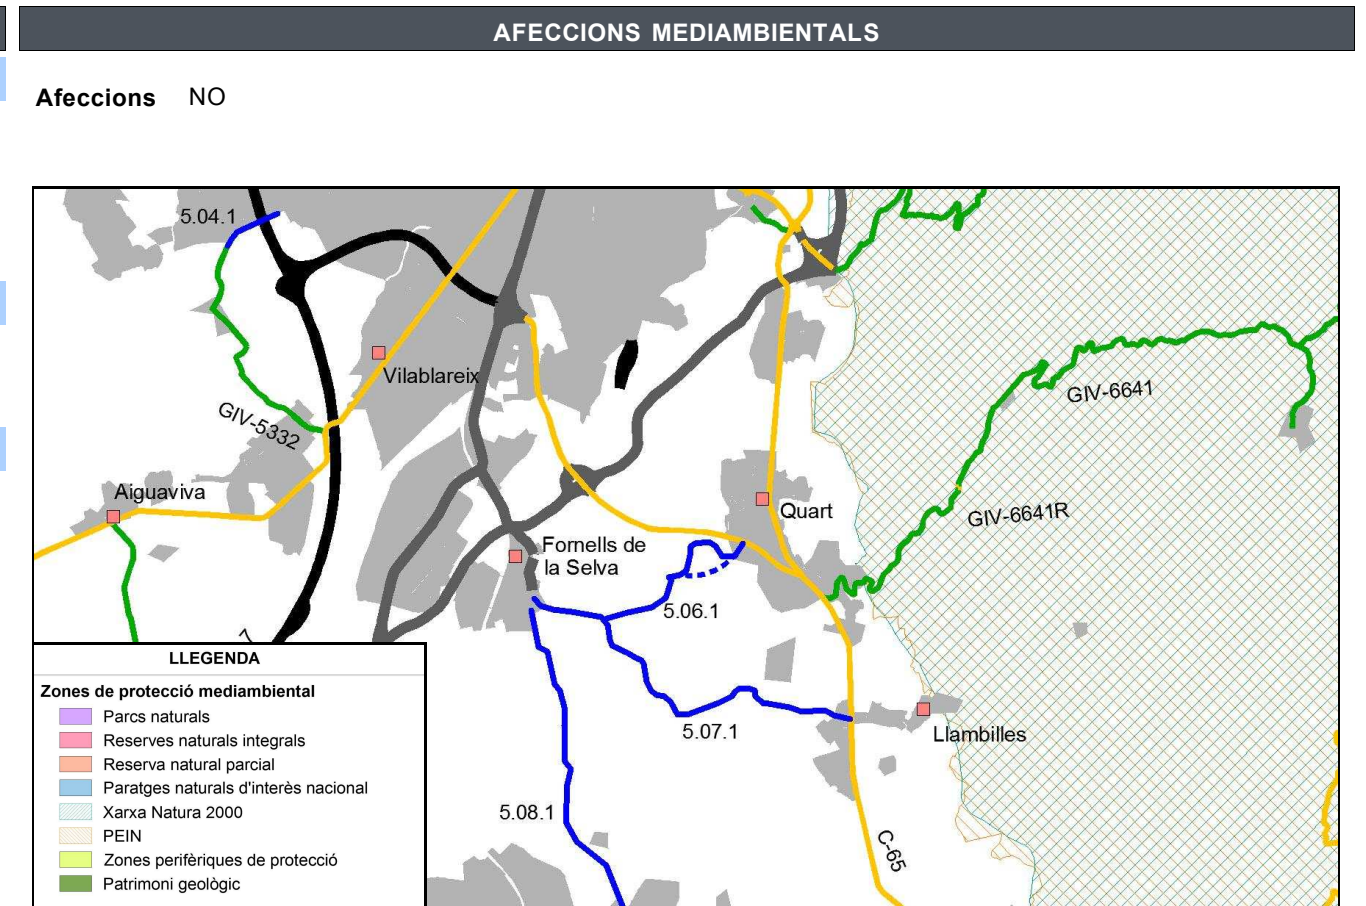 AFECCIONS MEDIAMBIENTALS
Afeccions NO
5.04.1
Vilablareix
GIV-5332
GIV-6641
Aiguaviva
Quart
GIV-6641R
Fornells de
la Selva
5.06.1
7
5.07.1
Llambilles
5.08.1
C-65
LLEGENDA
Zones de protecció mediambiental
Parcs naturals
Reserves naturals integrals
Reserva natural parcial
Paratges naturals d'interès nacional
Xarxa Natura 2000
PEIN
Zones perifèriques de protecció
Patrimoni geològic